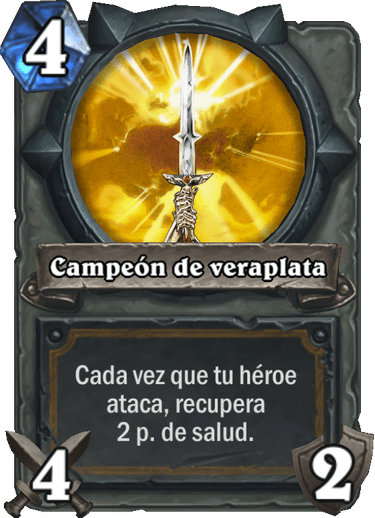 4
Campeón de veraplata
Cada vez que tu héroe
ataca, recupera
2 p. de salud.
4
2